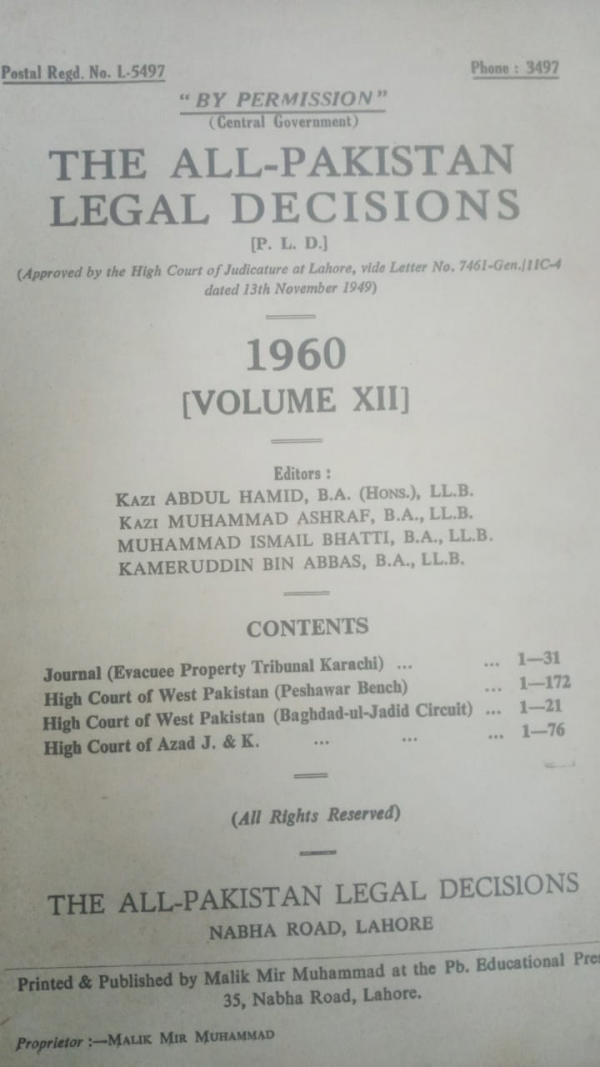 Postal Regd. No. L-5497
Phone : 3497
"BY PERMISSION"
(Central Government)
THE ALL-PAKISTAN
LEGAL DECISIONS
[P. L. D.]
(Approved by the High Court of Judicature at Lahore, vide Letter No. 7461-Gen./11C-4
dated 13th November 1949)
1960
[VOLUME XII]
Editors :
KAZI ABDUL HAMID, B.A. (HONS.), LL.B.
KAZI MUHAMMAD ASHRAF, B.A., LL.B.
MUHAMMAD ISMAIL BHATTI, B.A., LL.B.
KAMERUDDIN BIN ABBAS, B.A., LL.B.
CONTENTS
Journal (Evacuee Property Tribunal Karachi) ... ... 1—31
High Court of West Pakistan (Peshawar Bench) ... 1—172
High Court of West Pakistan (Baghdad-ul-Jadid Circuit) ... 1—21
High Court of Azad J. & K. ... ... ... 1—76
(All Rights Reserved)
THE ALL-PAKISTAN LEGAL DECISIONS
NABHA ROAD, LAHORE
Printed & Published by Malik Mir Muhammad at the Pb. Educational Pres
35, Nabha Road, Lahore.
Proprietor :—MALIK MIR MUHAMMAD